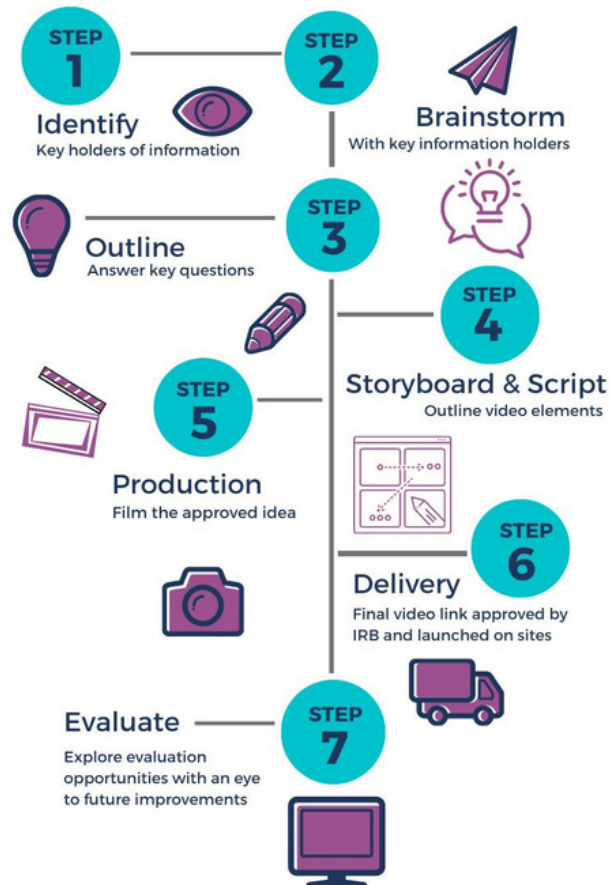 STEP
1
Identify
Key holders of information
STEP
2
Brainstorm
With key information holders
STEP
3
Outline
Answer key questions
STEP
4
Storyboard & Script
Outline video elements
STEP
5
Production
Film the approved idea
STEP
6
Delivery
Final video link approved by
IRB and launched on sites
STEP
7
Evaluate
Explore evaluation
opportunities with an eye
to future improvements